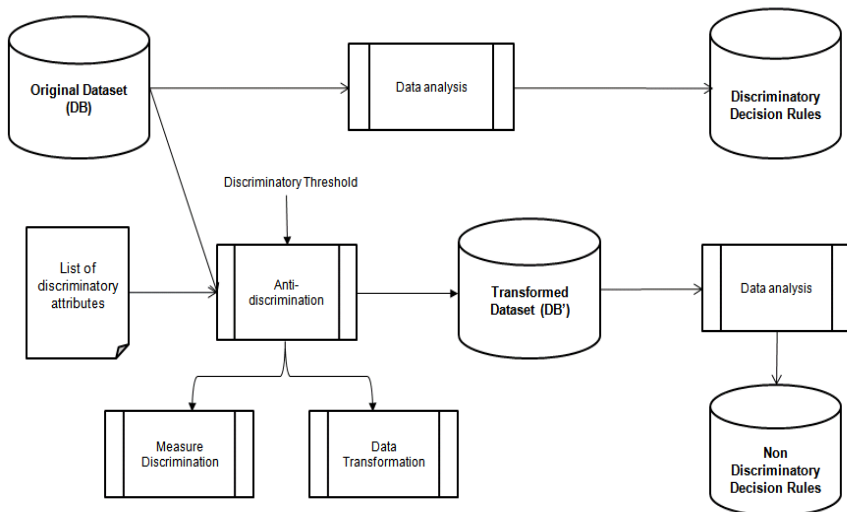 Original Dataset
(DB)
Data analysis
Discriminatory
Decision Rules
Discriminatory Threshold
List of
discriminatory
attributes
Anti-
discrimination
Transformed
Dataset (DB')
Data analysis
Measure
Discrimination
Data
Transformation
Non
Discriminatory
Decision Rules